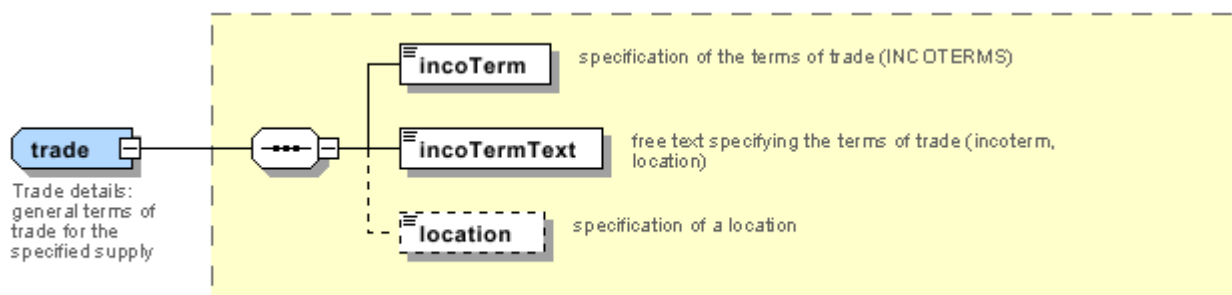 incoTerm
specification of the terms of trade (INCOTERMS)
trade
incoTermText
free text specifying the terms of trade (incoterm,
location)
Trade details:
general terms of
trade for the
specified supply
location
specification of a location